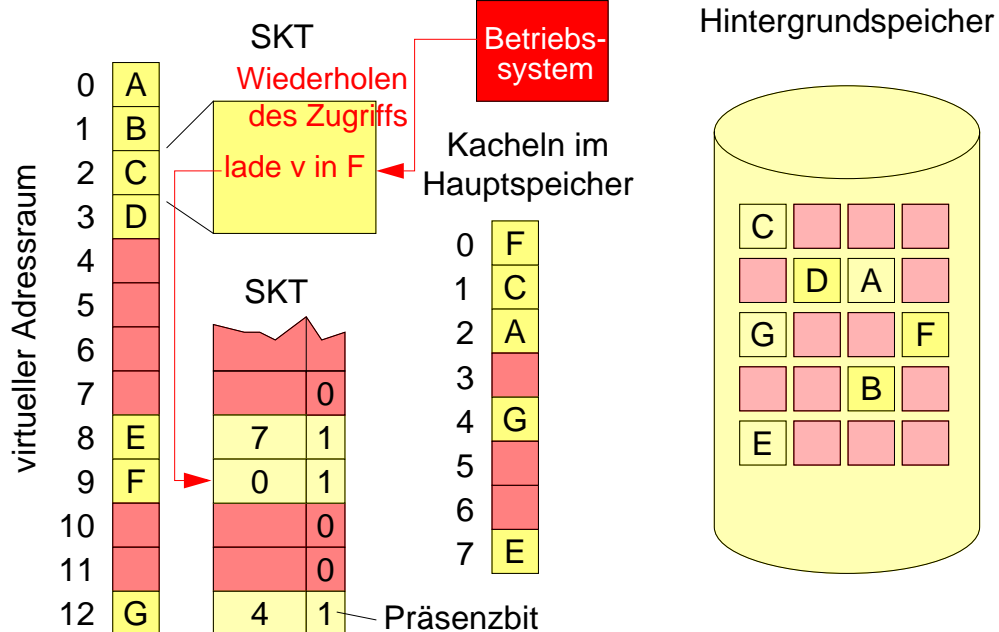 Hintergrundspeicher
SKT
Betriebs-
system
Wiederholen
des Zugriffs
lade v in F
virtueller Adressraum
0 A
1 B
2 C
3 D
4
5
6
7
8 E
9 F
10
11
12 G
SKT
0
7 1
0 1
0
0
4 1
Präsenzbit
Kacheln im
Hauptspeicher
0 F
1 C
2 A
3
4 G
5
6
7 E
C
D A
G F
B
E